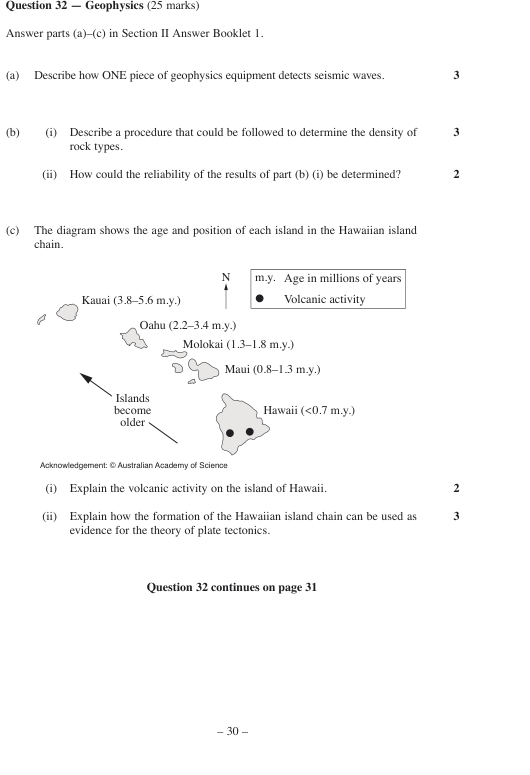 Question 32 — Geophysics (25 marks)
Answer parts (a)–(c) in Section II Answer Booklet 1.
(a) Describe how ONE piece of geophysics equipment detects seismic waves. 3
(b) (i) Describe a procedure that could be followed to determine the density of 3
rock types.
(ii) How could the reliability of the results of part (b) (i) be determined? 2
(c) The diagram shows the age and position of each island in the Hawaiian island
chain.
N
m.y. Age in millions of years
Volcanic activity
Kauai (3.8–5.6 m.y.)
Oahu (2.2–3.4 m.y.)
Molokai (1.3–1.8 m.y.)
Maui (0.8–1.3 m.y.)
Islands
become
older
Hawaii (<0.7 m.y.)
Acknowledgement: © Australian Academy of Science
(i) Explain the volcanic activity on the island of Hawaii. 2
(ii) Explain how the formation of the Hawaiian island chain can be used as 3
evidence for the theory of plate tectonics.
Question 32 continues on page 31
– 30 –